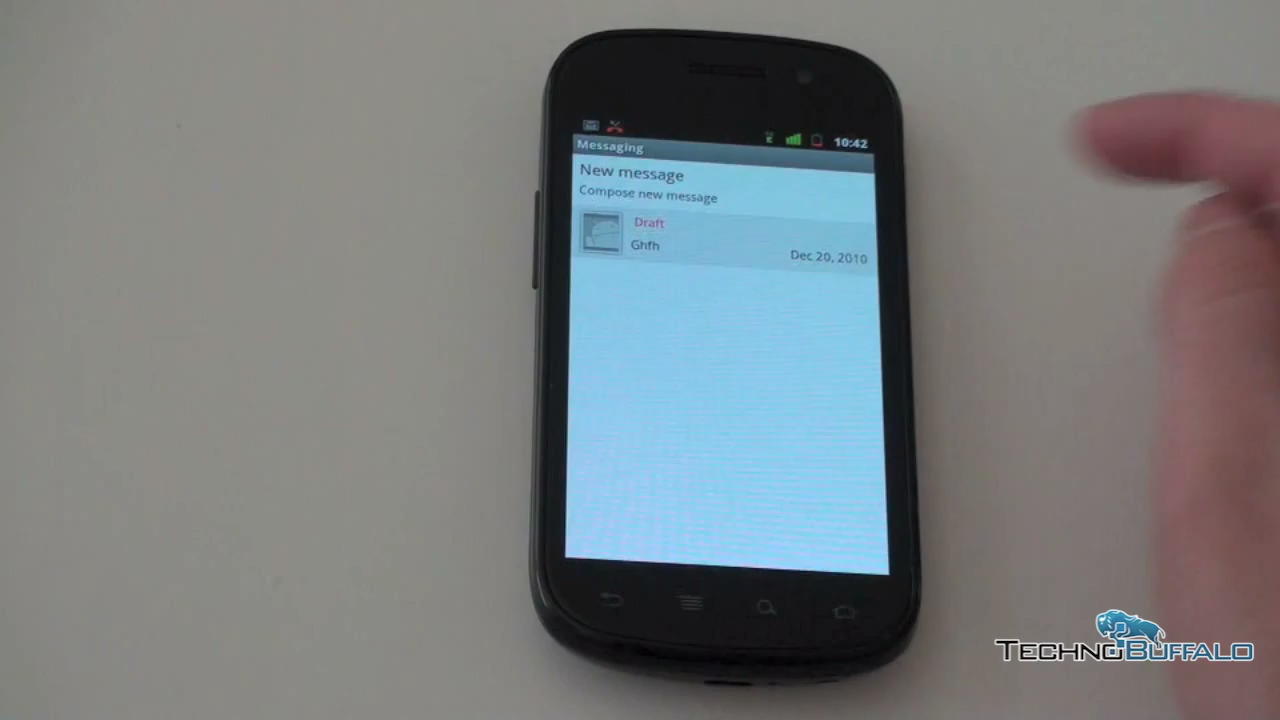 10:42
Messaging
New message
Compose new message
Draft
Ghfh
Dec 20, 2010
TECHNOBUFFALO